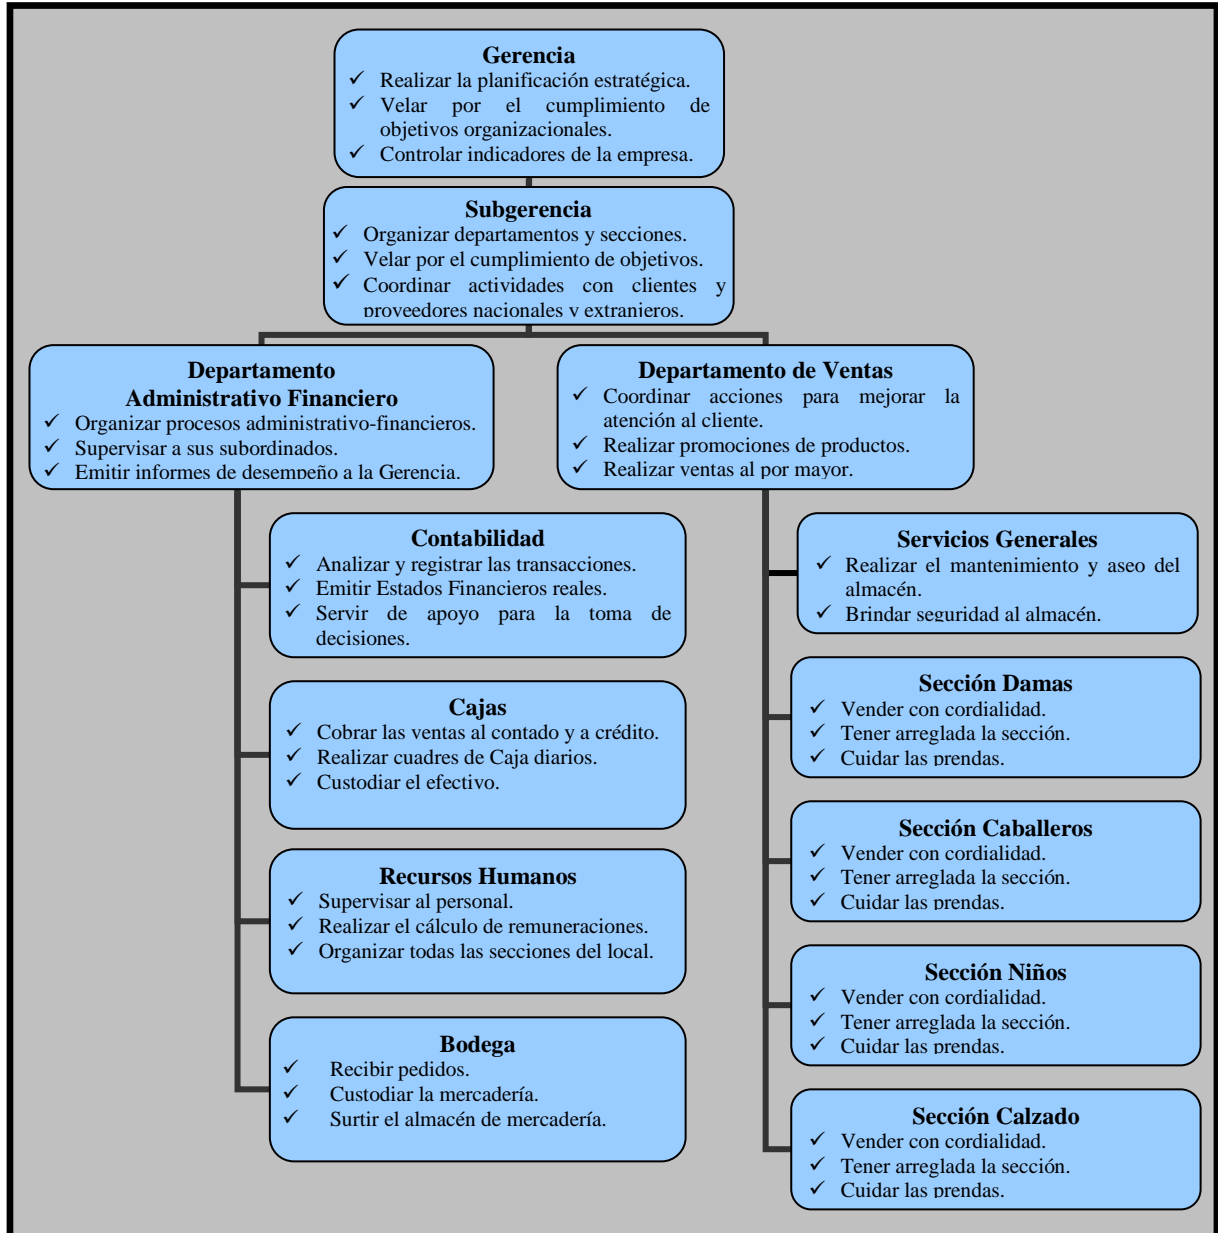 Gerencia
✓ Realizar la planificación estratégica.
✓ Velar por el cumplimiento de
objetivos organizacionales.
✓ Controlar indicadores de la empresa.
Subgerencia
✓ Organizar departamentos y secciones.
✓ Velar por el cumplimiento de objetivos.
✓ Coordinar actividades con clientes y
proveedores nacionales y extranjeros.
Departamento
Administrativo Financiero
✓ Organizar procesos administrativo-financieros.
✓ Supervisar a sus subordinados.
✓ Emitir informes de desempeño a la Gerencia.
Departamento de Ventas
✓ Coordinar acciones para mejorar la
atención al cliente.
✓ Realizar promociones de productos.
✓ Realizar ventas al por mayor.
Contabilidad
✓ Analizar y registrar las transacciones.
✓ Emitir Estados Financieros reales.
✓ Servir de apoyo para la toma de
decisiones.
Cajas
✓ Cobrar las ventas al contado y a crédito.
✓ Realizar cuadres de Caja diarios.
✓ Custodiar el efectivo.
Recursos Humanos
✓ Supervisar al personal.
✓ Realizar el cálculo de remuneraciones.
✓ Organizar todas las secciones del local.
Bodega
✓ Recibir pedidos.
✓ Custodiar la mercadería.
✓ Surtir el almacén de mercadería.
Servicios Generales
✓ Realizar el mantenimiento y aseo del
almacén.
✓ Brindar seguridad al almacén.
Sección Damas
✓ Vender con cordialidad.
✓ Tener arreglada la sección.
✓ Cuidar las prendas.
Sección Caballeros
✓ Vender con cordialidad.
✓ Tener arreglada la sección.
✓ Cuidar las prendas.
Sección Niños
✓ Vender con cordialidad.
✓ Tener arreglada la sección.
✓ Cuidar las prendas.
Sección Calzado
✓ Vender con cordialidad.
✓ Tener arreglada la sección.
✓ Cuidar las prendas.